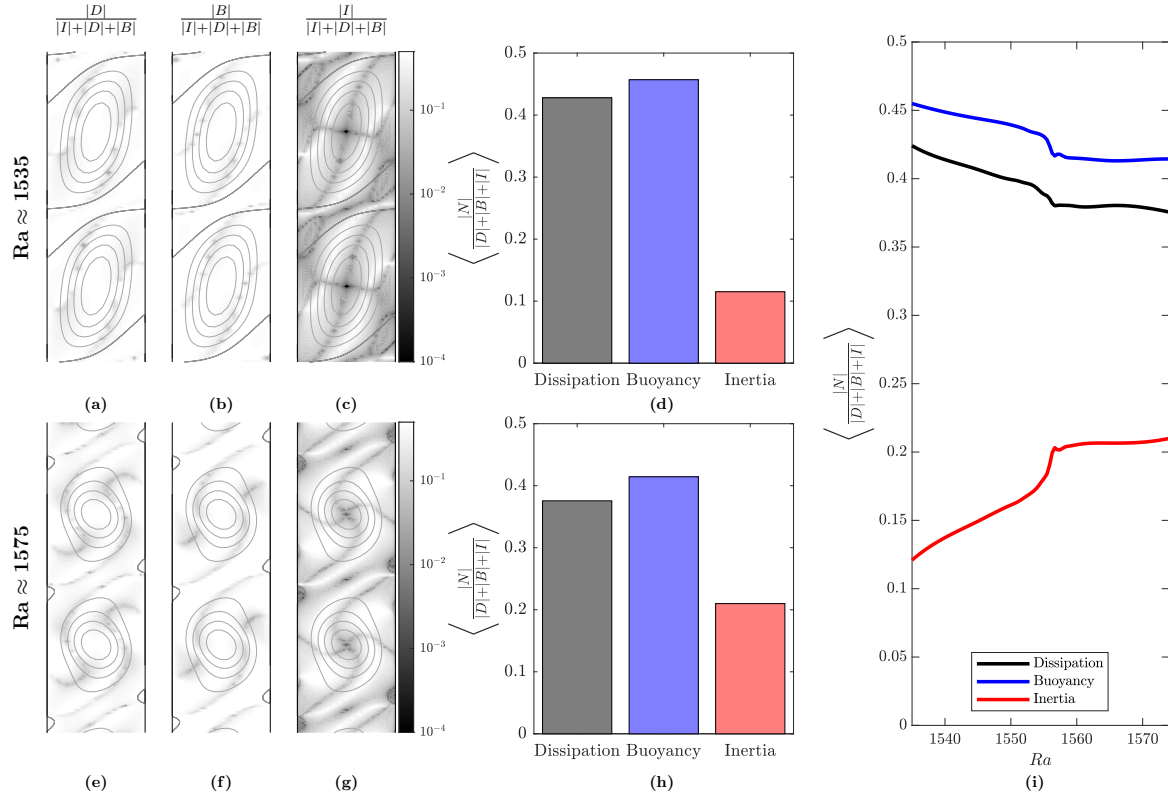 |D| / |I|+|D|+|B|
|B| / |I|+|D|+|B|
|I| / |I|+|D|+|B|
Ra ≈ 1535
10⁻¹
10⁻²
10⁻³
10⁻⁴
(a)
(b)
(c)
⟨ |N| / |D|+|B|+|I| ⟩
0.5
0.4
0.3
0.2
0.1
0
Dissipation Buoyancy Inertia
(d)
Ra ≈ 1575
10⁻¹
10⁻²
10⁻³
10⁻⁴
(e)
(f)
(g)
⟨ |N| / |D|+|B|+|I| ⟩
0.5
0.4
0.3
0.2
0.1
0
Dissipation Buoyancy Inertia
(h)
⟨ |N| / |D|+|B|+|I| ⟩
0.5
0.45
0.4
0.35
0.3
0.25
0.2
0.15
0.1
0.05
0
Dissipation
Buoyancy
Inertia
1540 1550 1560 1570
Ra
(i)